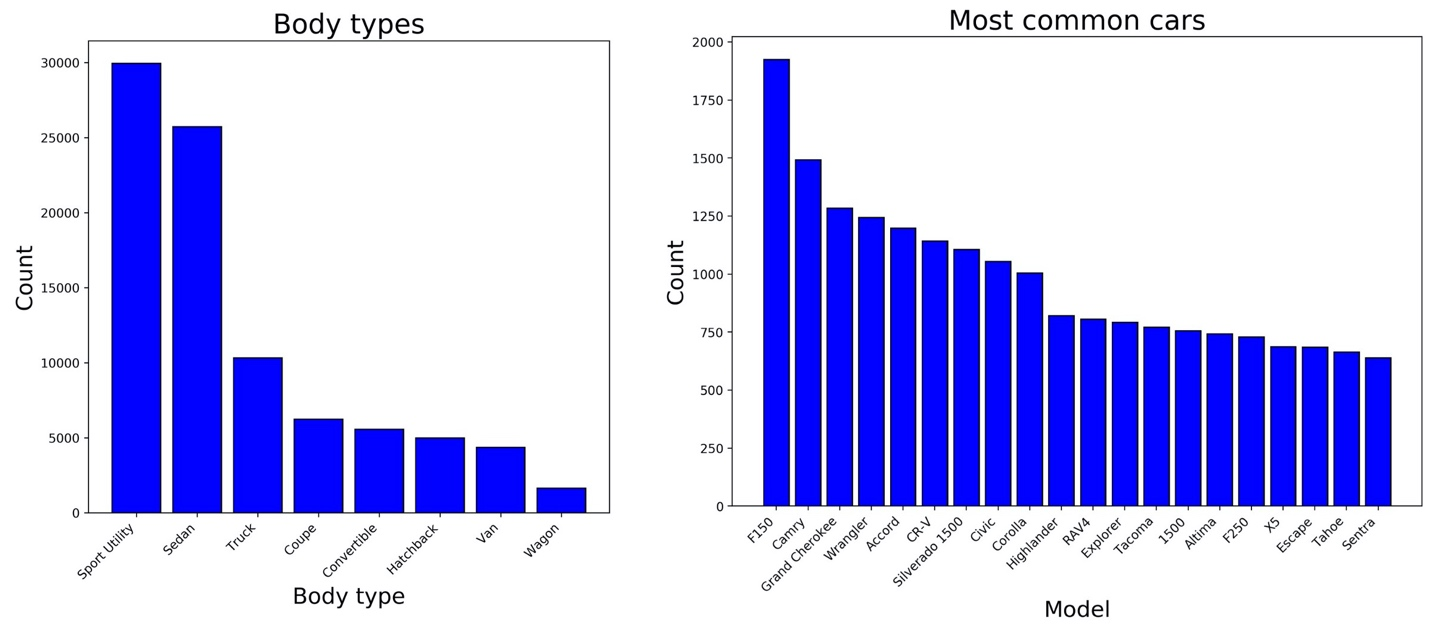 Body types
30000
25000
20000
15000
10000
5000
0
Count
Sport Utility
Sedan
Truck
Coupe
Convertible
Hatchback
Van
Wagon
Body type
Most common cars
2000
1750
1500
1250
1000
750
500
250
0
Count
F150
Camry
Grand Cherokee
Wrangler
Accord
CR-V
Silverado 1500
Civic
Corolla
Highlander
RAV4
Explorer
Tacoma
1500
Altima
F250
X5
Escape
Tahoe
Sentra
Model